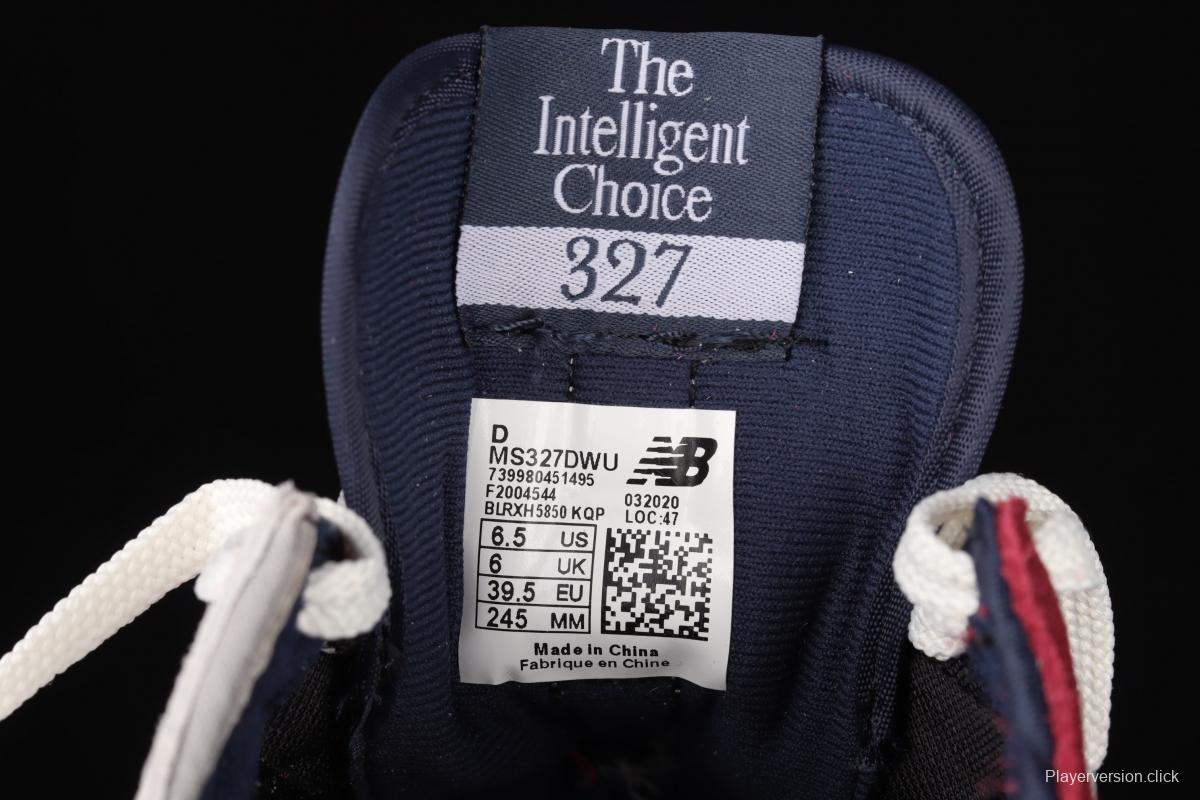 The
Intelligent
Choice
327
D
MS327DWU
NB
739980451495
F2004544
032020
BLRXH5850 KQP
LOC:47
6.5 US
6 UK
39.5 EU
245 MM
Made in China
Fabrique en Chine
Playerversion.click